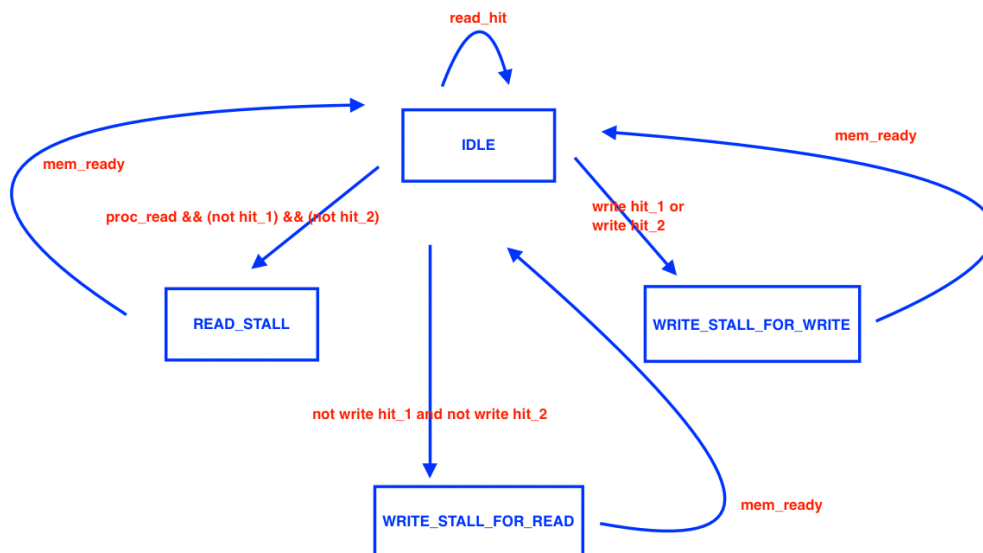 read_hit
IDLE
mem_ready
mem_ready
proc_read && (not hit_1) && (not hit_2)
write hit_1 or
write hit_2
READ_STALL
WRITE_STALL_FOR_WRITE
not write hit_1 and not write hit_2
WRITE_STALL_FOR_READ
mem_ready